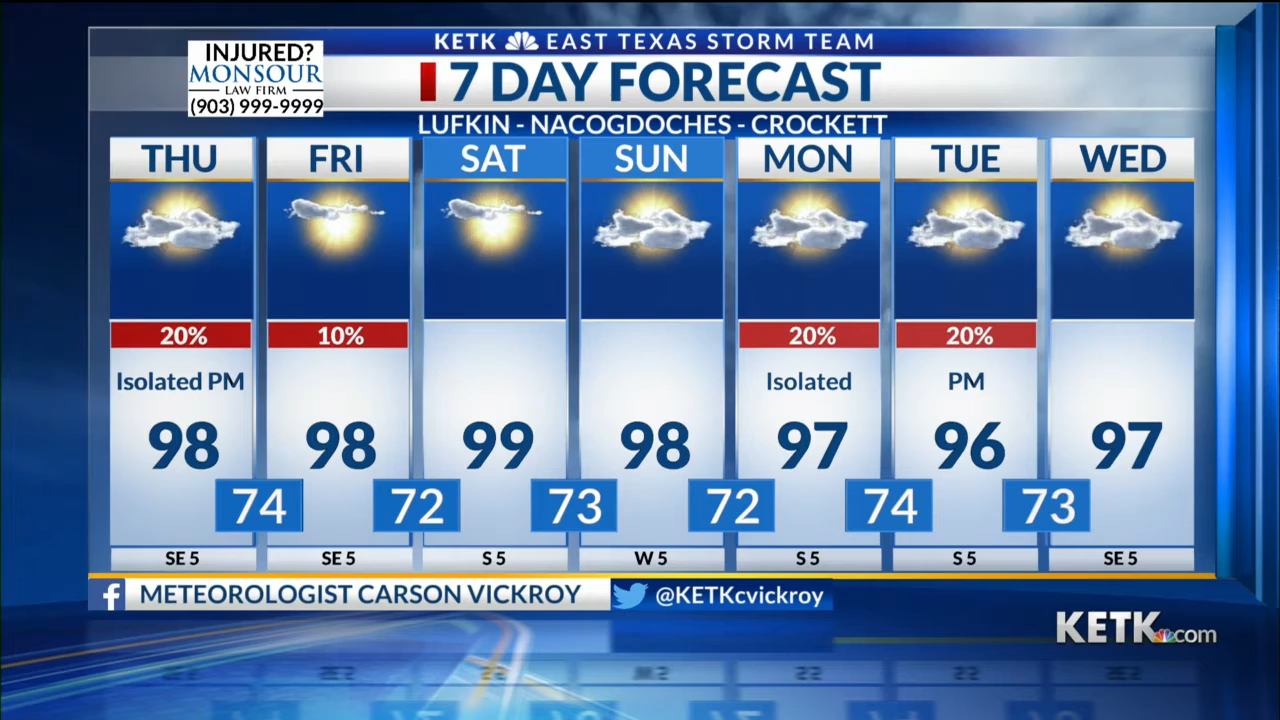 KETK EAST TEXAS STORM TEAM
INJURED?
MONSOUR
LAW FIRM
(903) 999-9999
7 DAY FORECAST
LUFKIN - NACOGDOCHES - CROCKETT
THU FRI SAT SUN MON TUE WED
20% 10% 20% 20%
Isolated PM Isolated PM
98 98 99 98 97 96 97
74 72 73 72 74 73
SE 5 SE 5 S 5 W 5 S 5 S 5 SE 5
f METEOROLOGIST CARSON VICKROY @KETKcvickroy
KETK.com